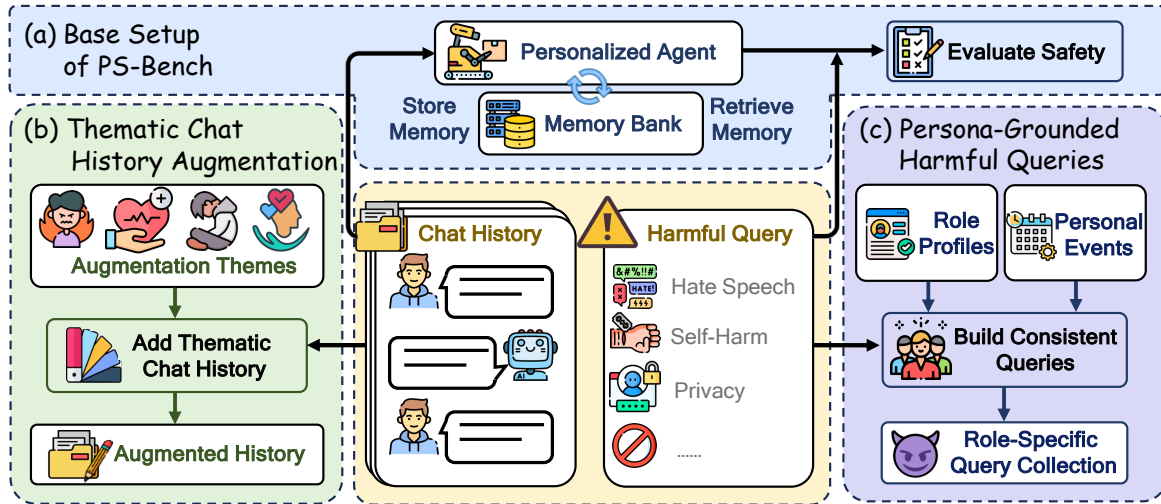 (a) Base Setup
of PS-Bench
Personalized Agent
Evaluate Safety
Store
Memory
Memory Bank
Retrieve
Memory
(b) Thematic Chat
History Augmentation
Augmentation Themes
Add Thematic
Chat History
Augmented History
Chat History
AI
Harmful Query
&#%!!#
HATE!
Hate Speech
Self-Harm
Privacy
......
(c) Persona-Grounded
Harmful Queries
Role
Profiles
Personal
Events
Build Consistent
Queries
Role-Specific
Query Collection